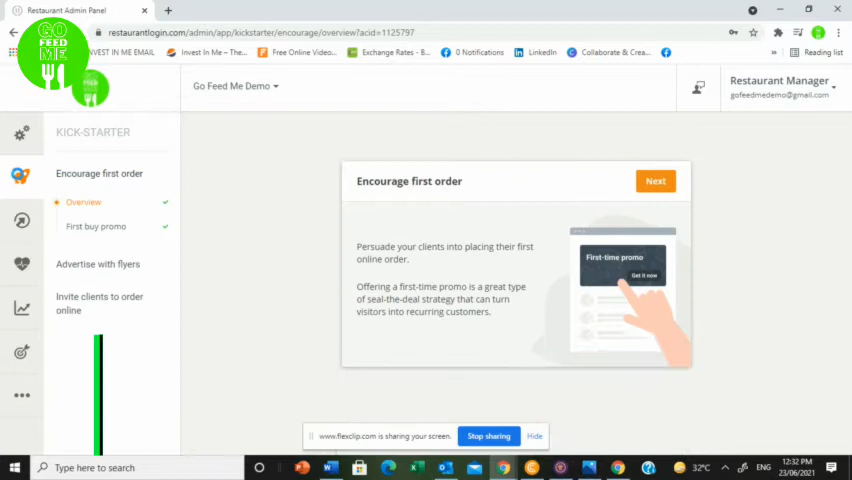 Restaurant Admin Panel
restaurantlogin.com/admin/app/kickstarter/encourage/overview?acid=1125797
INVEST IN ME EMAIL
Invest In Me – The...
Free Online Video...
Exchange Rates - B...
0 Notifications
LinkedIn
Collaborate & Crea...
»
Reading list
GO
FEED
ME
Go Feed Me Demo
Restaurant Manager
gofeedmedemo@gmail.com
KICK-STARTER
Encourage first order
Overview
First buy promo
Advertise with flyers
Invite clients to order
online
Encourage first order
Next
Persuade your clients into placing their first
online order.
Offering a first-time promo is a great type
of seal-the-deal strategy that can turn
visitors into recurring customers.
First-time promo
Get it now
www.flexclip.com is sharing your screen.
Stop sharing
Hide
Type here to search
32°C
ENG
12:32 PM
23/06/2021